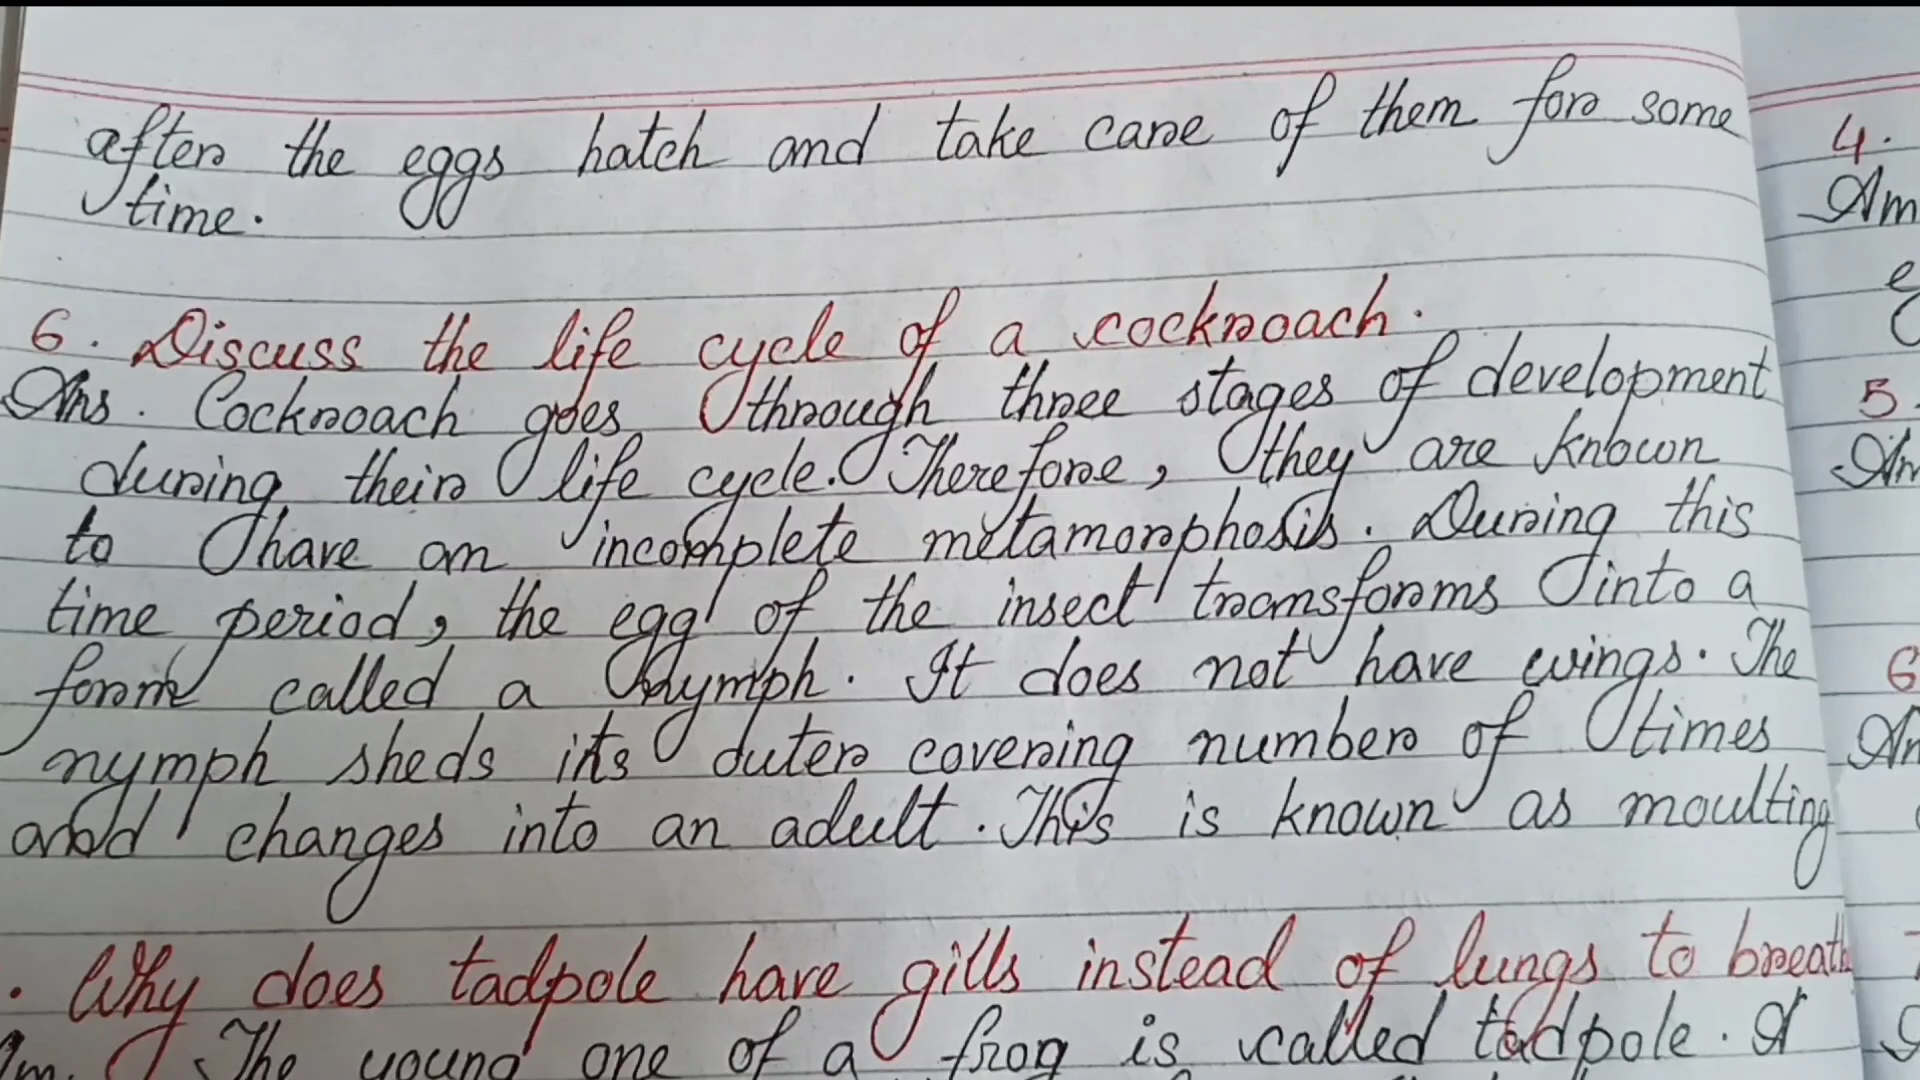 after the eggs hatch and take care of them for some
time.
6. Discuss the life cycle of a cockroach.
Ans. Cockroach goes through three stages of development
during their life cycle. Therefore, they are known
to have an incomplete metamorphosis. During this
time period, the egg of the insect transforms into a
form called a nymph. It does not have wings. The
nymph sheds its outer covering number of times
and changes into an adult. This is known as moulting
. Why does tadpole have gills instead of lungs to breath
The young one of a frog is called tadpole. A
4.
5.
6